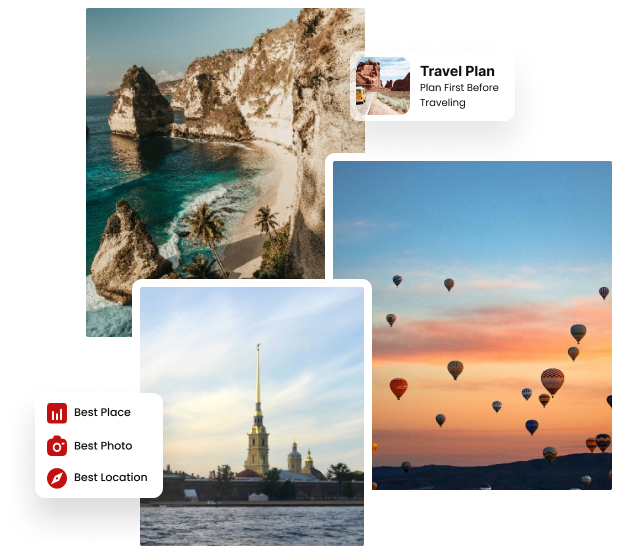 Travel Plan
Plan First Before
Traveling
Best Place
Best Photo
Best Location